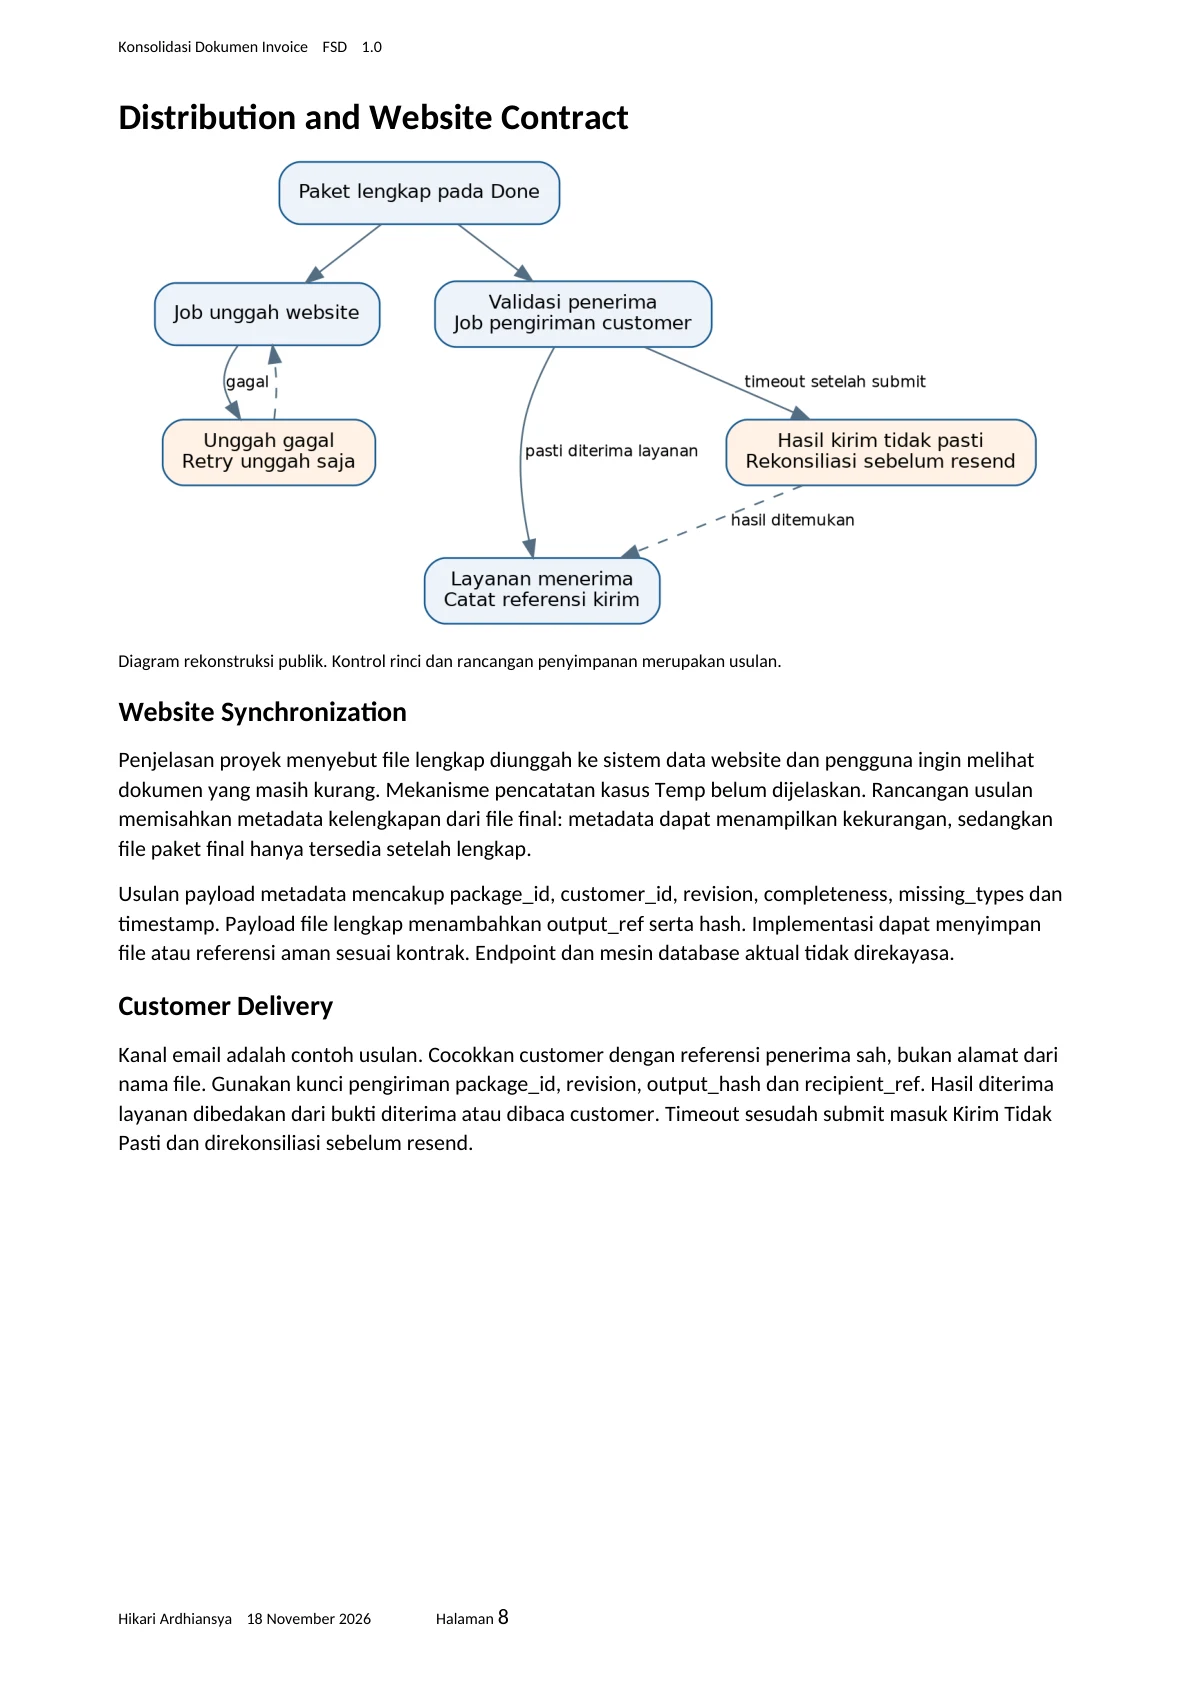 Konsolidasi Dokumen Invoice FSD 1.0
Distribution and Website Contract
Paket lengkap pada Done
Job unggah website
Validasi penerima
Job pengiriman customer
gagal
timeout setelah submit
Unggah gagal
Retry unggah saja
pasti diterima layanan
Hasil kirim tidak pasti
Rekonsiliasi sebelum resend
hasil ditemukan
Layanan menerima
Catat referensi kirim
Diagram rekonstruksi publik. Kontrol rinci dan rancangan penyimpanan merupakan usulan.
Website Synchronization
Penjelasan proyek menyebut file lengkap diunggah ke sistem data website dan pengguna ingin melihat
dokumen yang masih kurang. Mekanisme pencatatan kasus Temp belum dijelaskan. Rancangan usulan
memisahkan metadata kelengkapan dari file final: metadata dapat menampilkan kekurangan, sedangkan
file paket final hanya tersedia setelah lengkap.
Usulan payload metadata mencakup package_id, customer_id, revision, completeness, missing_types dan
timestamp. Payload file lengkap menambahkan output_ref serta hash. Implementasi dapat menyimpan
file atau referensi aman sesuai kontrak. Endpoint dan mesin database aktual tidak direkayasa.
Customer Delivery
Kanal email adalah contoh usulan. Cocokkan customer dengan referensi penerima sah, bukan alamat dari
nama file. Gunakan kunci pengiriman package_id, revision, output_hash dan recipient_ref. Hasil diterima
layanan dibedakan dari bukti diterima atau dibaca customer. Timeout sesudah submit masuk Kirim Tidak
Pasti dan direkonsiliasi sebelum resend.
Hikari Ardhiansya 18 November 2026 Halaman 8